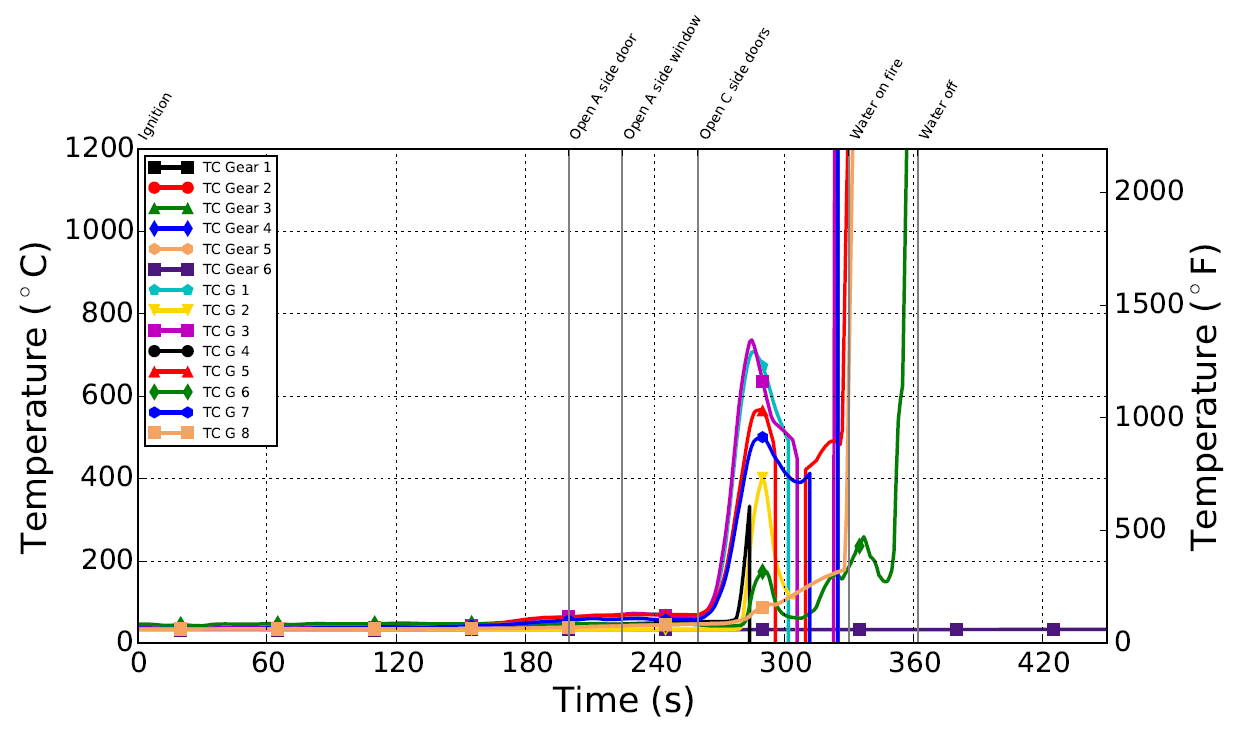 Ignition
Open A side door
Open A side window
Open C side doors
Water on fire
Water off
1200
1000
800
600
400
200
0
Temperature (°C)
TC Gear 1
TC Gear 2
TC Gear 3
TC Gear 4
TC Gear 5
TC Gear 6
TC G 1
TC G 2
TC G 3
TC G 4
TC G 5
TC G 6
TC G 7
TC G 8
2000
1500
1000
500
0
Temperature (°F)
0 60 120 180 240 300 360 420
Time (s)